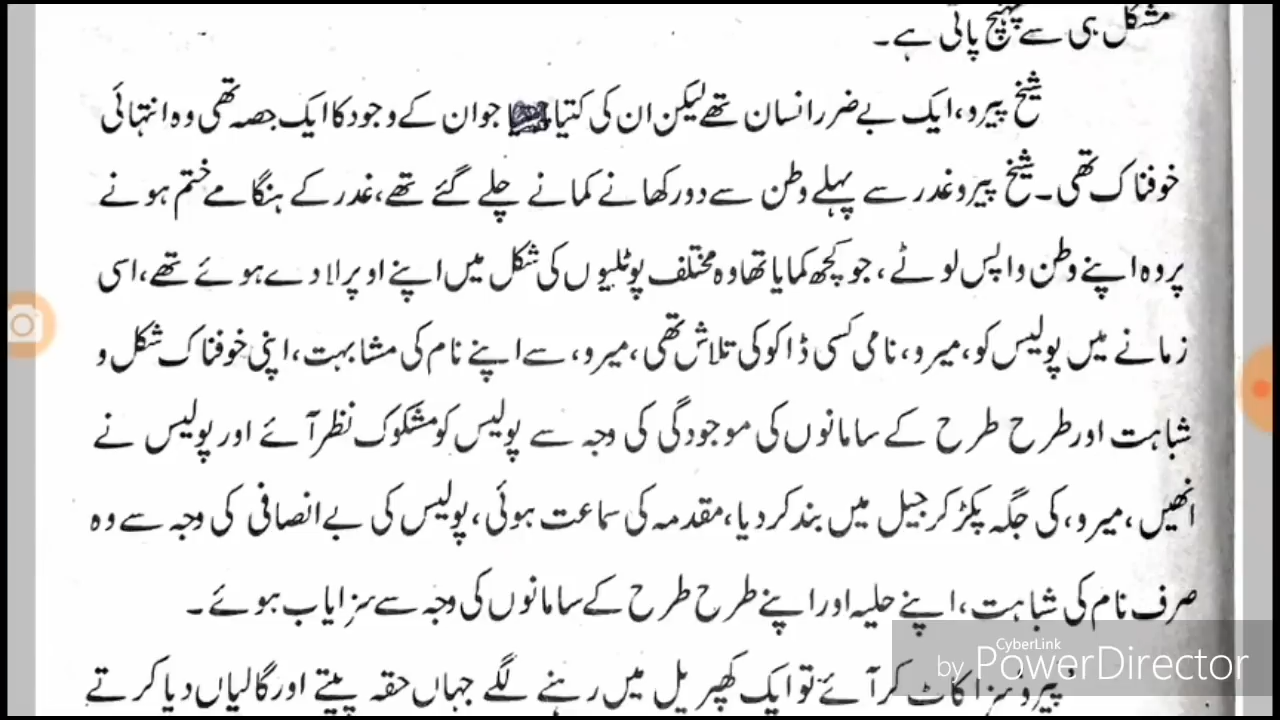 مشکل ہی سے پہنچ پاتی ہے۔
شیخ پیرو، ایک بے ضرر انسان تھے لیکن ان کی کتیا جو ان کے وجود کا ایک حصہ تھی وہ انتہائی
خوفناک تھی۔ شیخ پیرو غدر سے پہلے وطن سے دور کھانے کمانے چلے گئے تھے، غدر کے ہنگامے ختم ہونے
پر وہ اپنے وطن واپس لوٹے، جو کچھ کمایا تھا وہ مختلف پوٹلیوں کی شکل میں اپنے اوپر لادے ہوئے تھے، اسی
زمانے میں پولیس کو، میرو، نامی کسی ڈاکو کی تلاش تھی، میرو، سے اپنے نام کی مشابہت، اپنی خوفناک شکل و
شباہت اور طرح طرح کے سامانوں کی موجودگی کی وجہ سے پولیس کو مشکوک نظر آئے اور پولیس نے
انھیں، میرو، کی جگہ پکڑ کر جیل میں بند کر دیا، مقدمہ کی سماعت ہوئی، پولیس کی بے انصافی کی وجہ سے وہ
صرف نام کی شباہت، اپنے حلیہ اور اپنے طرح طرح کے سامانوں کی وجہ سے سزایاب ہوئے۔
پیرو سزا کاٹ کر آئے تو ایک کھپریل میں رہنے لگے جہاں حقہ پیتے اور گالیاں دیا کرتے
CyberLink
by PowerDirector